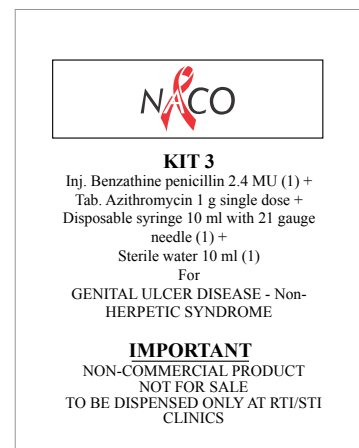 NACO
KIT 3
Inj. Benzathine penicillin 2.4 MU (1) +
Tab. Azithromycin 1 g single dose +
Disposable syringe 10 ml with 21 gauge
needle (1) +
Sterile water 10 ml (1)
For
GENITAL ULCER DISEASE - Non-
HERPETIC SYNDROME
IMPORTANT
NON-COMMERCIAL PRODUCT
NOT FOR SALE
TO BE DISPENSED ONLY AT RTI/STI
CLINICS